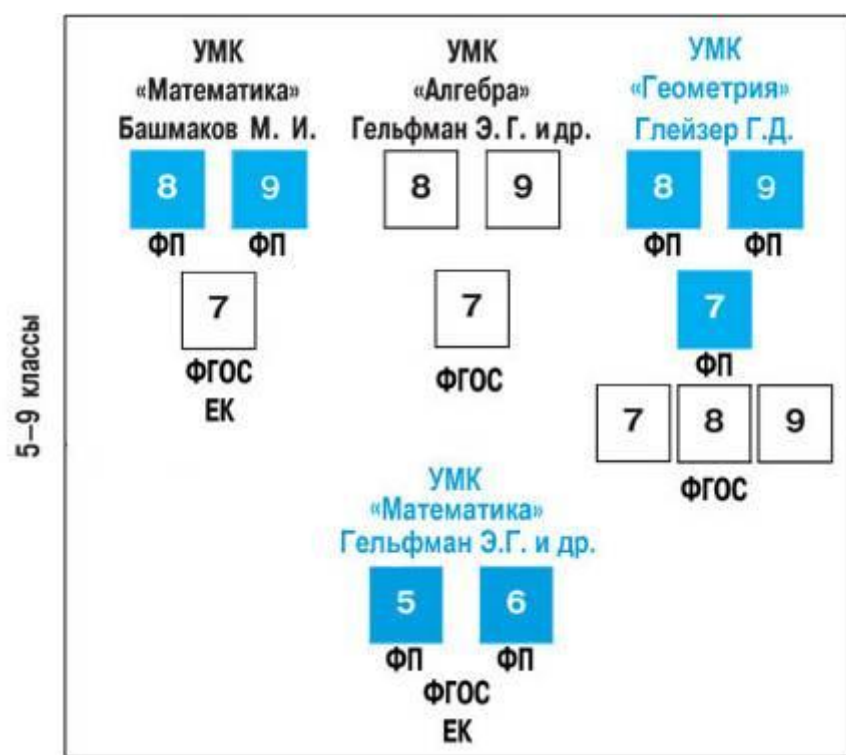 5–9 классы
УМК
«Математика»
Башмаков М. И.
8 9
ФП ФП
7
ФГОС
ЕК
УМК
«Алгебра»
Гельфман Э. Г. и др.
8 9
7
ФГОС
УМК
«Геометрия»
Глейзер Г.Д.
8 9
ФП ФП
7
ФП
7 8 9
ФГОС
УМК
«Математика»
Гельфман Э.Г. и др.
5 6
ФП ФП
ФГОС
ЕК